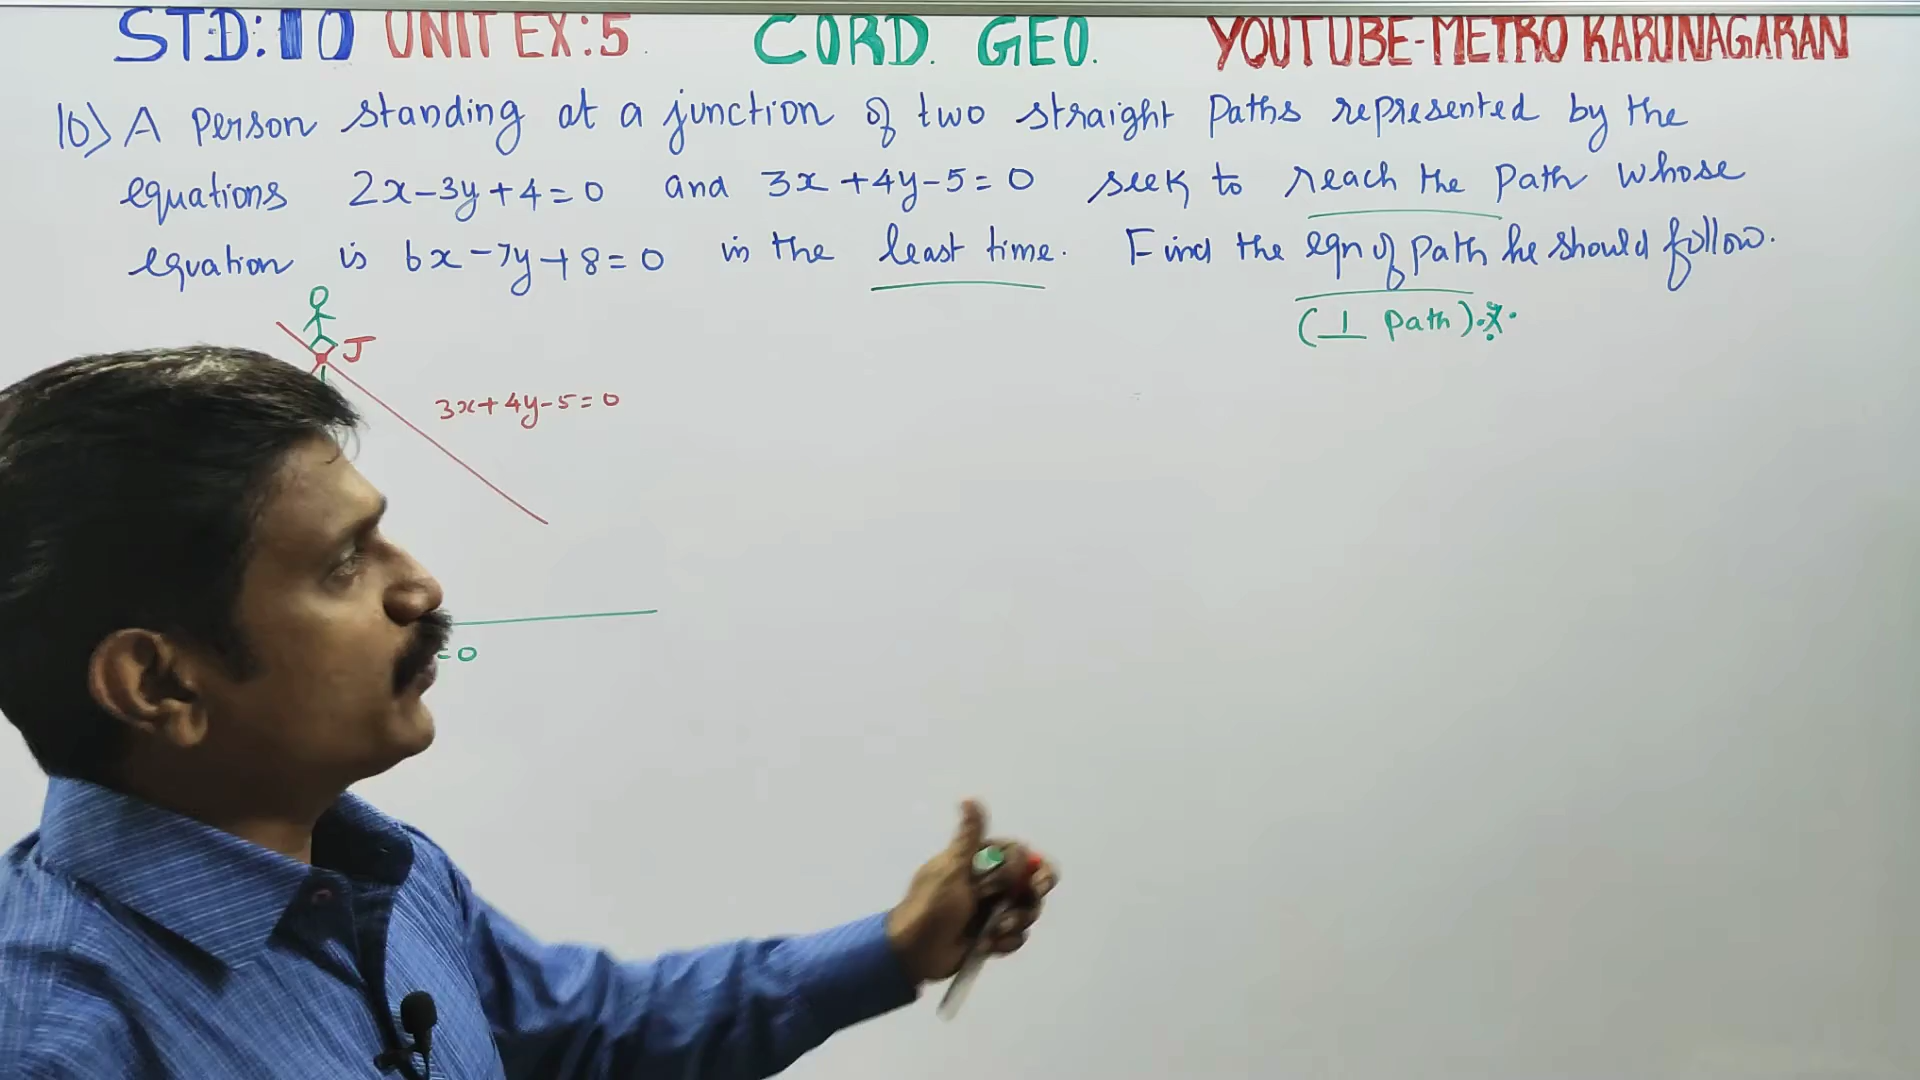 STD:10 UNIT EX:5. CORD. GEO. YOUTUBE-METRO KARUNAGARAN
10) A Person standing at a junction of two straight Paths represented by the
equations 2x-3y+4=0 and 3x+4y-5=0 seek to reach the Path whose
equation is 6x-7y+8=0 in the least time. Find the eqn of Path he should follow.
(⊥ Path)
J
3x+4y-5=0
=0